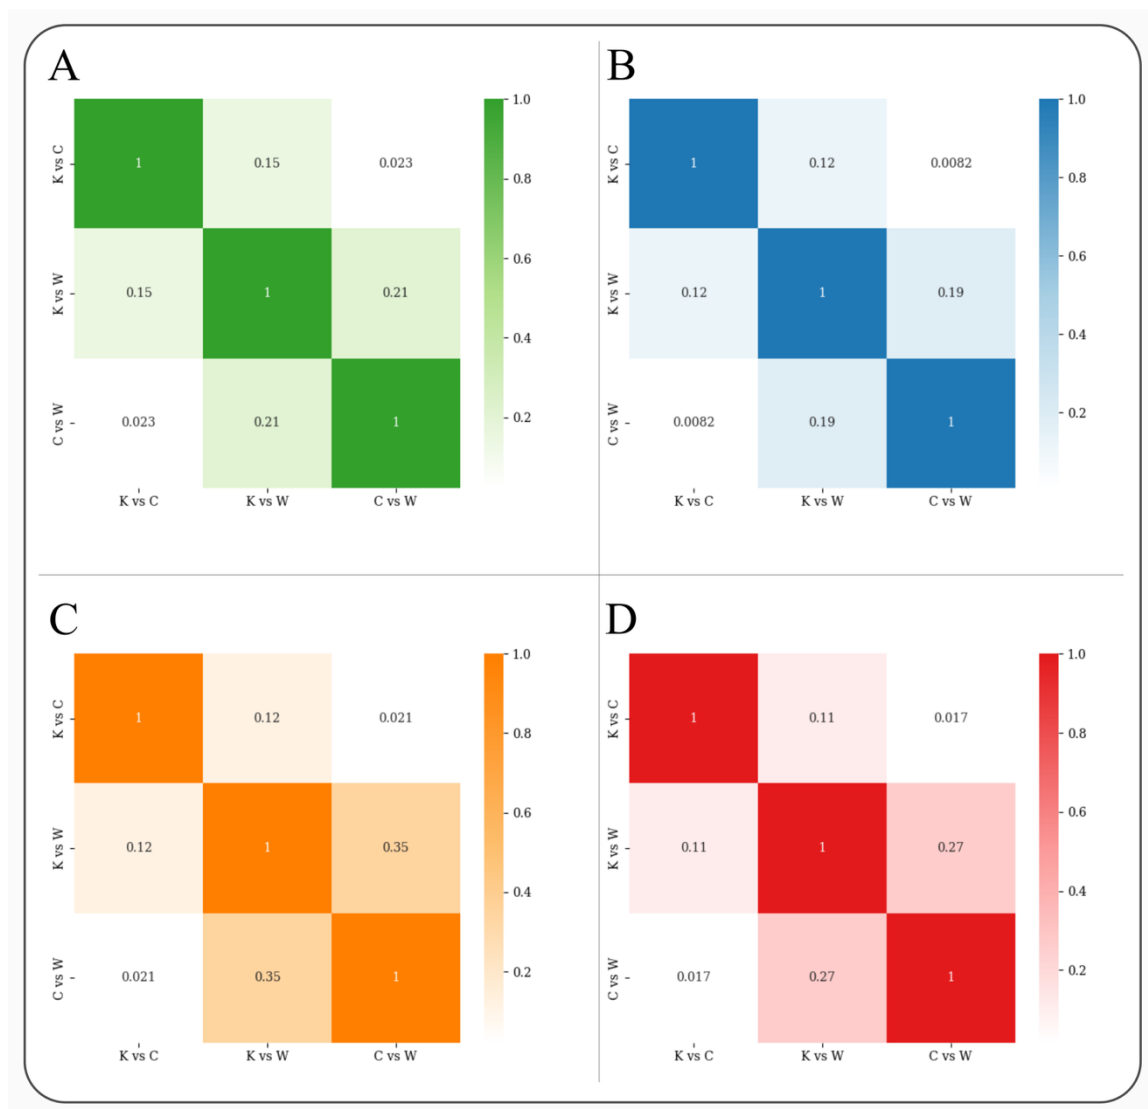 A
K vs C
K vs W
C vs W
1 0.15 0.023
0.15 1 0.21
0.023 0.21 1
K vs C K vs W C vs W
1.0
0.8
0.6
0.4
0.2
B
K vs C
K vs W
C vs W
1 0.12 0.0082
0.12 1 0.19
0.0082 0.19 1
K vs C K vs W C vs W
1.0
0.8
0.6
0.4
0.2
C
K vs C
K vs W
C vs W
1 0.12 0.021
0.12 1 0.35
0.021 0.35 1
K vs C K vs W C vs W
1.0
0.8
0.6
0.4
0.2
D
K vs C
K vs W
C vs W
1 0.11 0.017
0.11 1 0.27
0.017 0.27 1
K vs C K vs W C vs W
1.0
0.8
0.6
0.4
0.2